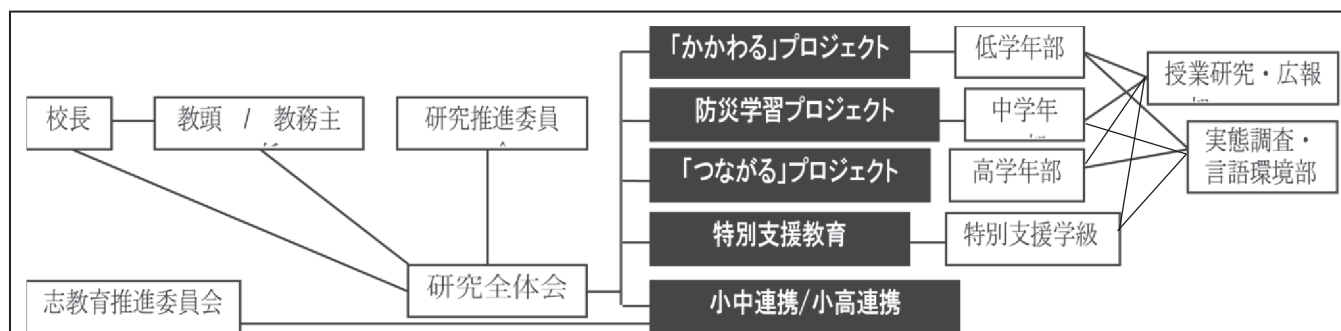 「かかわる」プロジェクト
低学年部
授業研究・広報
校長
教�ト / 教務主
研究推進委員
防災学習プロジェクト
中学年
実態調査・
言語環境部
「つながる」プロジェクト
高学年部
特別支援教育
特別支援学級
研究全体会
志教育推進委員会
小中連携/小高連携